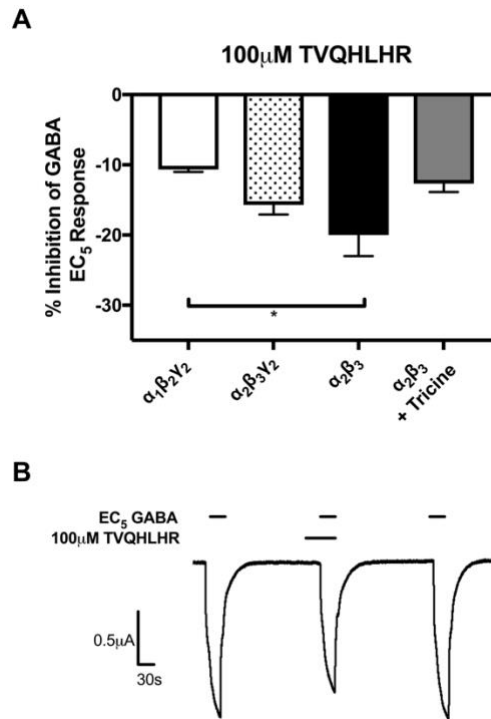 A
100μM TVQHLHR
% Inhibition of GABA
EC₅ Response
0
-10
-20
-30
*
α₁β₂γ₂
α₂β₃γ₂
α₂β₃
α₂β₃
+ Tricine
B
EC₅ GABA
100μM TVQHLHR
0.5μA
30s